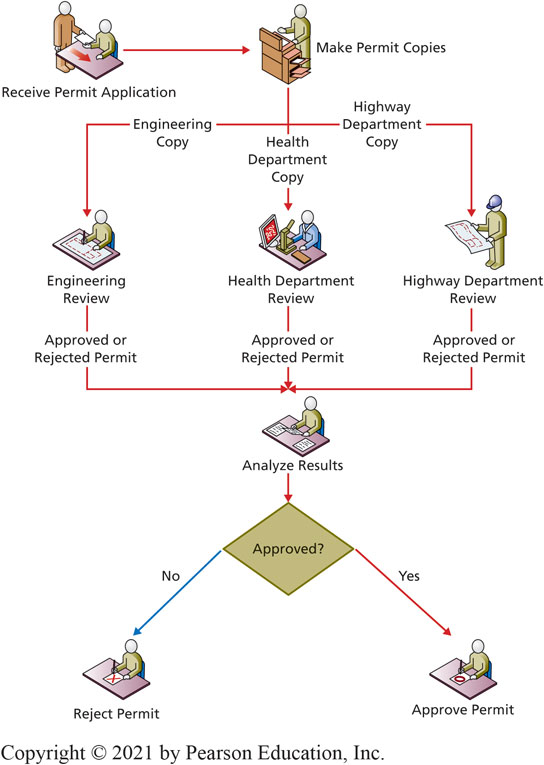 Receive Permit Application
Make Permit Copies
Engineering
Copy
Health
Department
Copy
Highway
Department
Copy
Engineering
Review
Health Department
Review
Highway Department
Review
Approved or
Rejected Permit
Approved or
Rejected Permit
Approved or
Rejected Permit
Analyze Results
Approved?
No
Yes
Reject Permit
Approve Permit
Copyright © 2021 by Pearson Education, Inc.